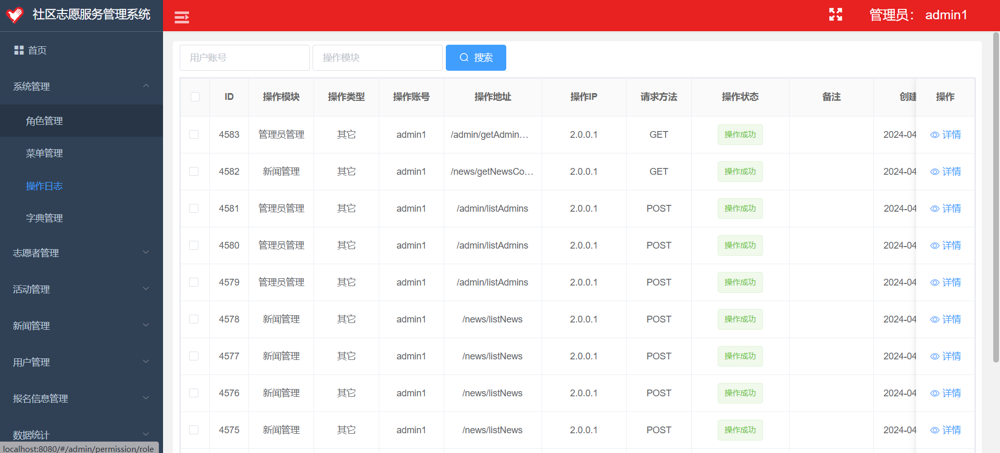 社区志愿服务管理系统
管理员： admin1
首页
系统管理
角色管理
菜单管理
操作日志
字典管理
志愿者管理
活动管理
新闻管理
用户管理
报名信息管理
数据统计
localhost:8080/#/admin/permission/role
用户账号 操作模块 搜索
ID 操作模块 操作类型 操作账号 操作地址 操作IP 请求方法 操作状态 备注 创建 操作
4583 管理员管理 其它 admin1 /admin/getAdmin… 2.0.0.1 GET 操作成功 2024-04 详情
4582 新闻管理 其它 admin1 /news/getNewsCo… 2.0.0.1 GET 操作成功 2024-04 详情
4581 管理员管理 其它 admin1 /admin/listAdmins 2.0.0.1 POST 操作成功 2024-04 详情
4580 管理员管理 其它 admin1 /admin/listAdmins 2.0.0.1 POST 操作成功 2024-04 详情
4579 管理员管理 其它 admin1 /admin/listAdmins 2.0.0.1 POST 操作成功 2024-04 详情
4578 新闻管理 其它 admin1 /news/listNews 2.0.0.1 POST 操作成功 2024-04 详情
4577 新闻管理 其它 admin1 /news/listNews 2.0.0.1 POST 操作成功 2024-04 详情
4576 新闻管理 其它 admin1 /news/listNews 2.0.0.1 POST 操作成功 2024-04 详情
4575 新闻管理 其它 admin1 /news/listNews 2.0.0.1 POST 操作成功 2024-04 详情